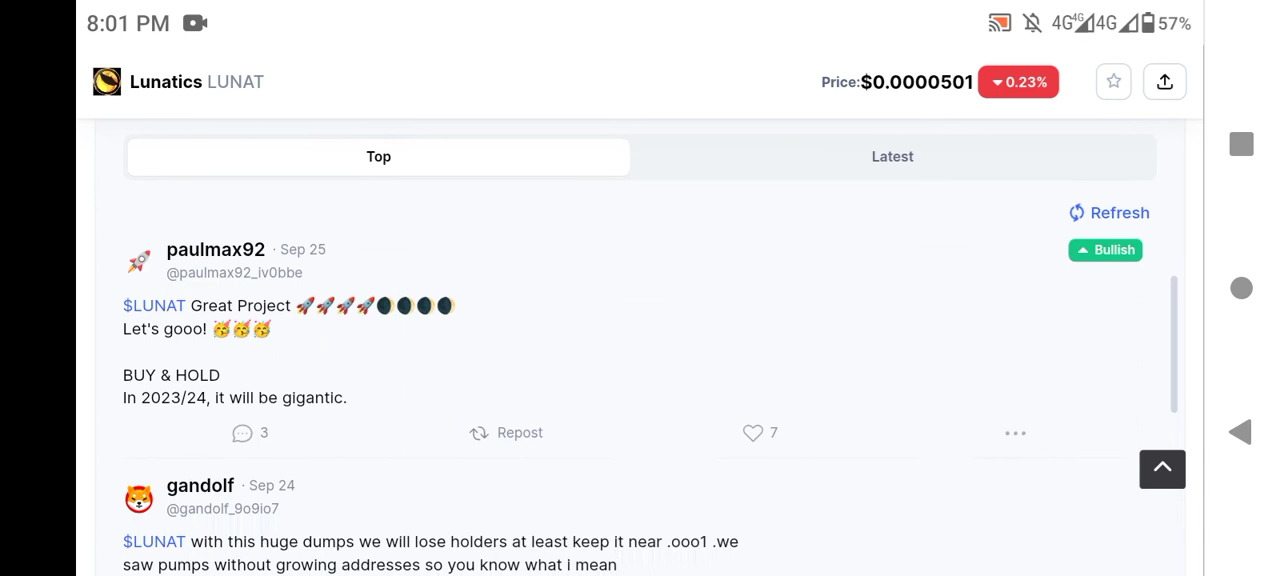 8:01 PM 4G 4G 4G 57%
Lunatics LUNAT Price:$0.0000501 0.23%
Top Latest
Refresh
paulmax92 · Sep 25 Bullish
@paulmax92_iv0bbe
$LUNAT Great Project 🚀🚀🚀🚀🌒🌒🌒🌒
Let's gooo! 🥳🥳🥳
BUY & HOLD
In 2023/24, it will be gigantic.
3 Repost 7
gandolf · Sep 24
@gandolf_9o9io7
$LUNAT with this huge dumps we will lose holders at least keep it near .ooo1 .we
saw pumps without growing addresses so you know what i mean